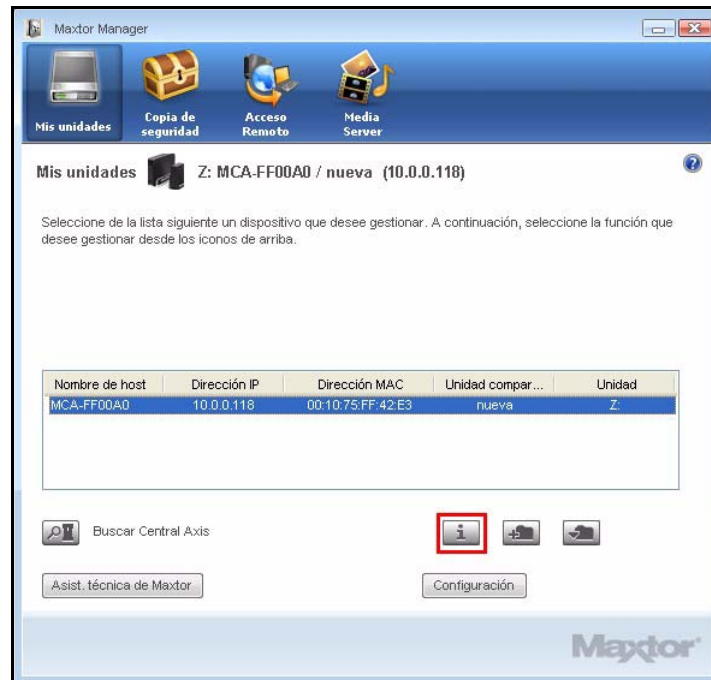 Maxtor Manager
Mis unidades
Copia de
seguridad
Acceso
Remoto
Media
Server
Mis unidades Z: MCA-FF00A0 / nueva (10.0.0.118)
Seleccione de la lista siguiente un dispositivo que desee gestionar. A continuación, seleccione la función que
desee gestionar desde los iconos de arriba.
Nombre de host Dirección IP Dirección MAC Unidad compar... Unidad
MCA-FF00A0 10.0.0.118 00:10:75:FF:42:E3 nueva Z:
Buscar Central Axis
i
Asist. técnica de Maxtor Configuración
Maxtor